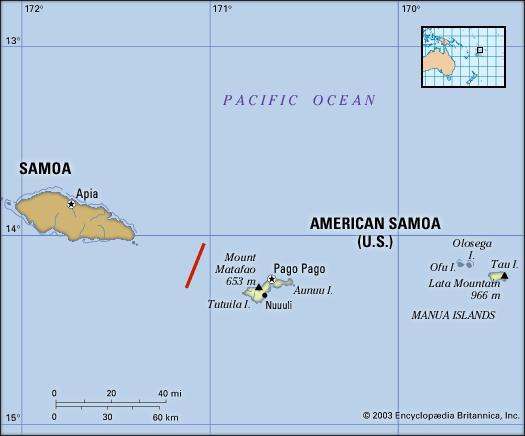 172°
171°
170°
13°
PACIFIC OCEAN
SAMOA
Apia
AMERICAN SAMOA
(U.S.)
14°
Mount
Matafao
653 m
Pago Pago
Aunuu I.
Tutuila I.
Nuuuli
Olosega
I.
Ofu I.
Tau I.
Lata Mountain
966 m
MANUA ISLANDS
0 20 40 mi
0 30 60 km
15°
© 2003 Encyclopædia Britannica, Inc.